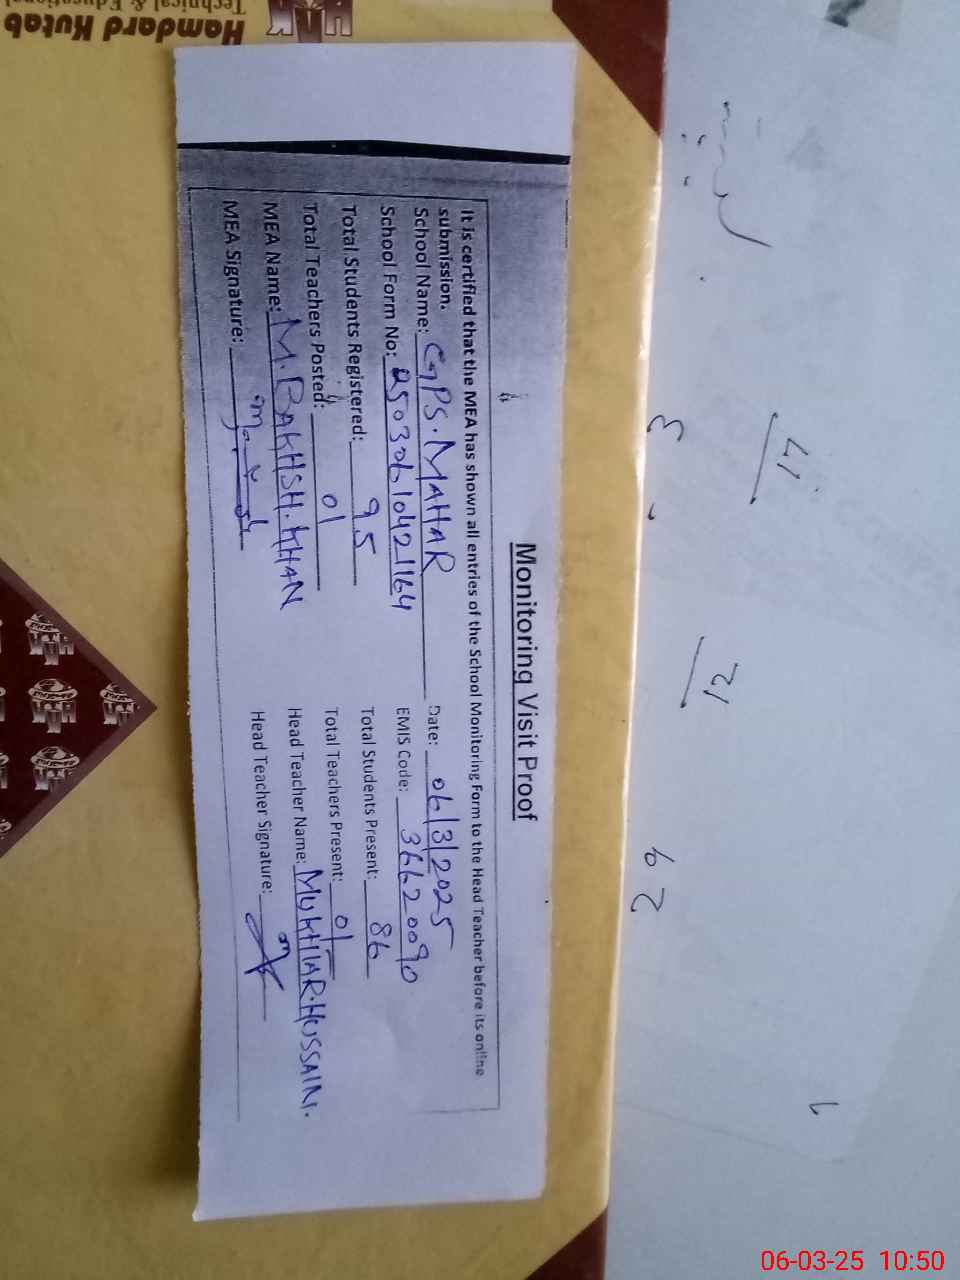 Hamdard Kutab
Monitoring Visit Proof
It is certified that the MEA has shown all entries of the School Monitoring Form to the Head Teacher before its online
submission.
School Name: GPS. MAHAR Date: 06/3/2025
School Form No: 25030610421164 EMIS Code: 36620090
Total Students Registered: 95 Total Students Present: 86
Total Teachers Posted: 01 Total Teachers Present: 01
MEA Name: M. BAKHSH. KHAN Head Teacher Name: MUKHTIAR. HUSSAIN.
MEA Signature: Head Teacher Signature:
17
3
12
26
06-03-25 10:50